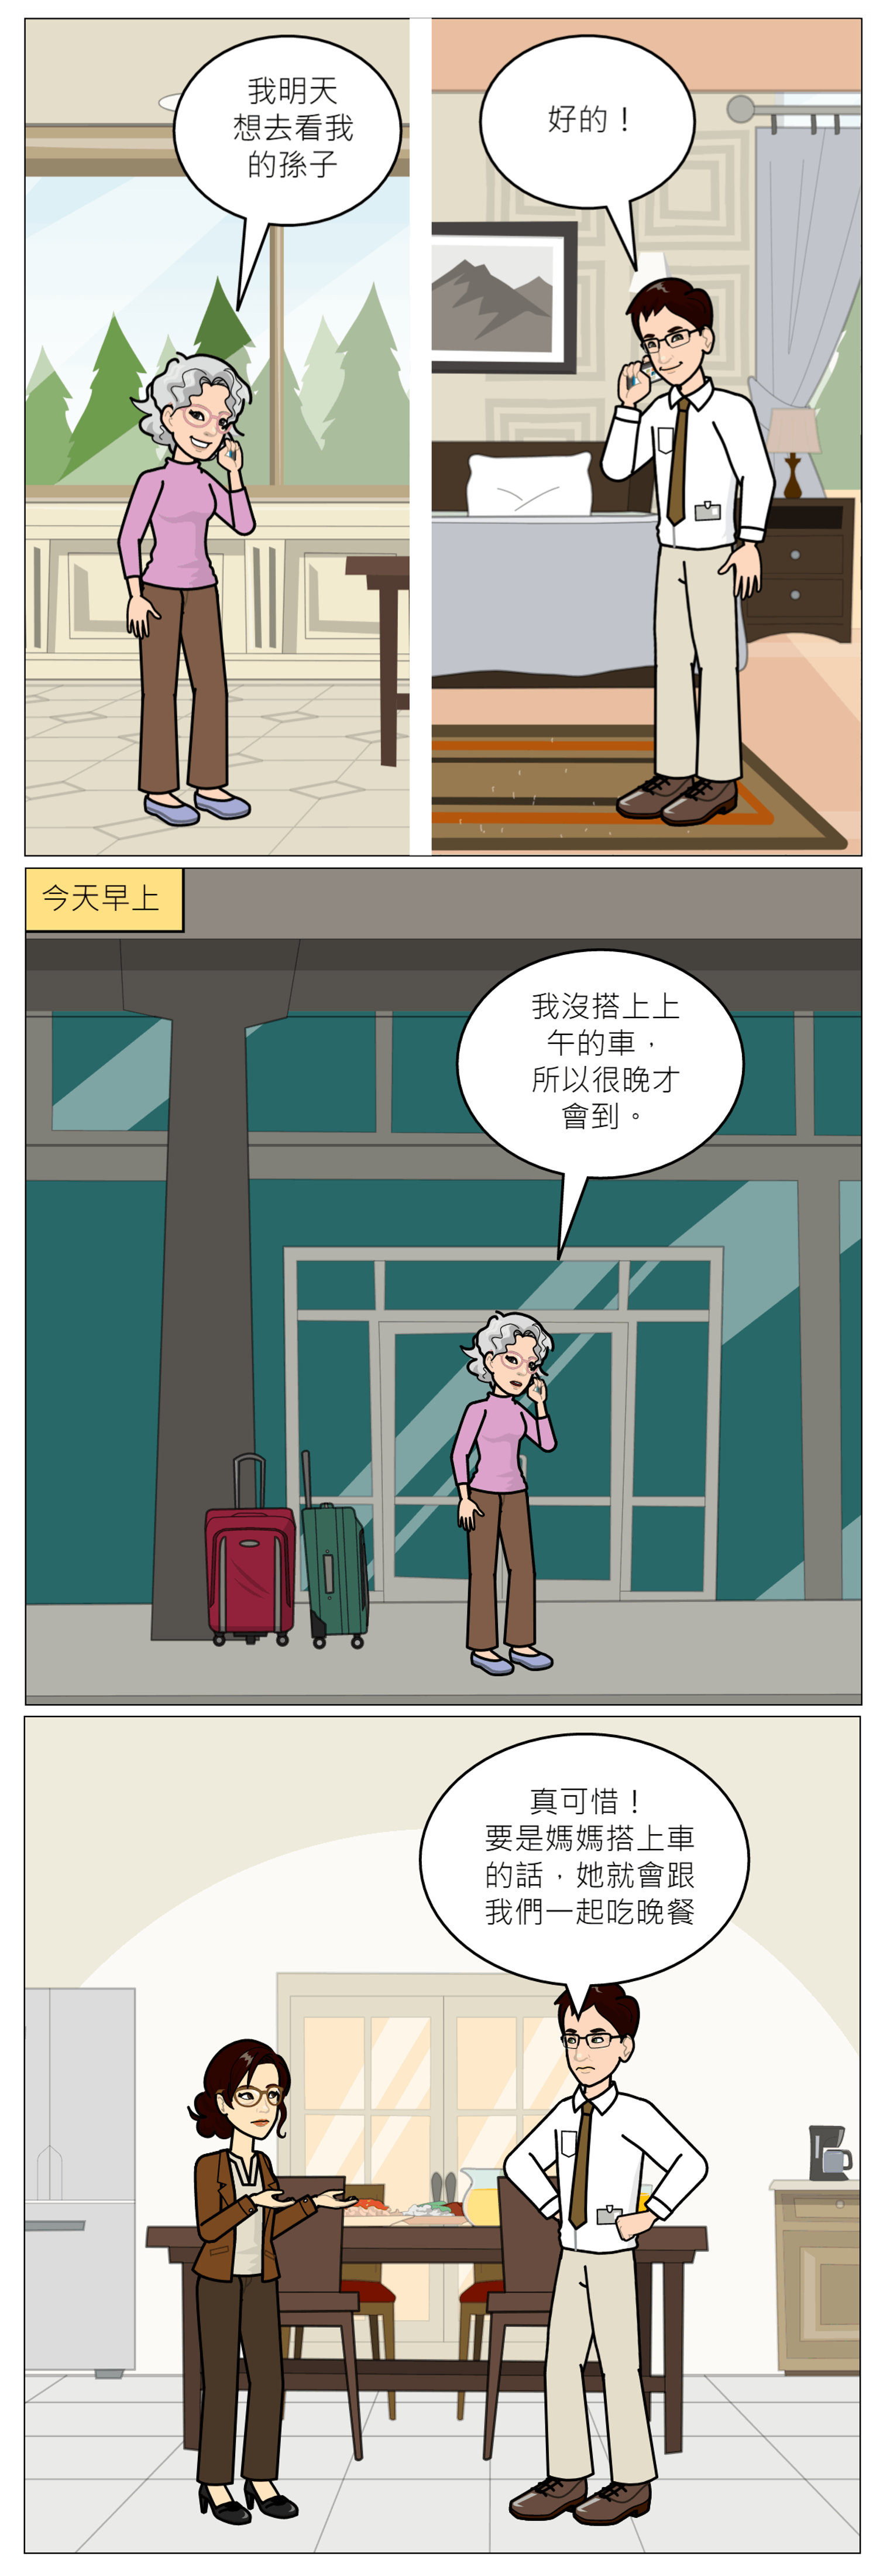 我明天
想去看我
的孫子
好的！
今天早上
我沒搭上上
午的車，
所以很晚才
會到。
真可惜！
要是媽媽搭上車
的話，她就會跟
我們一起吃晚餐